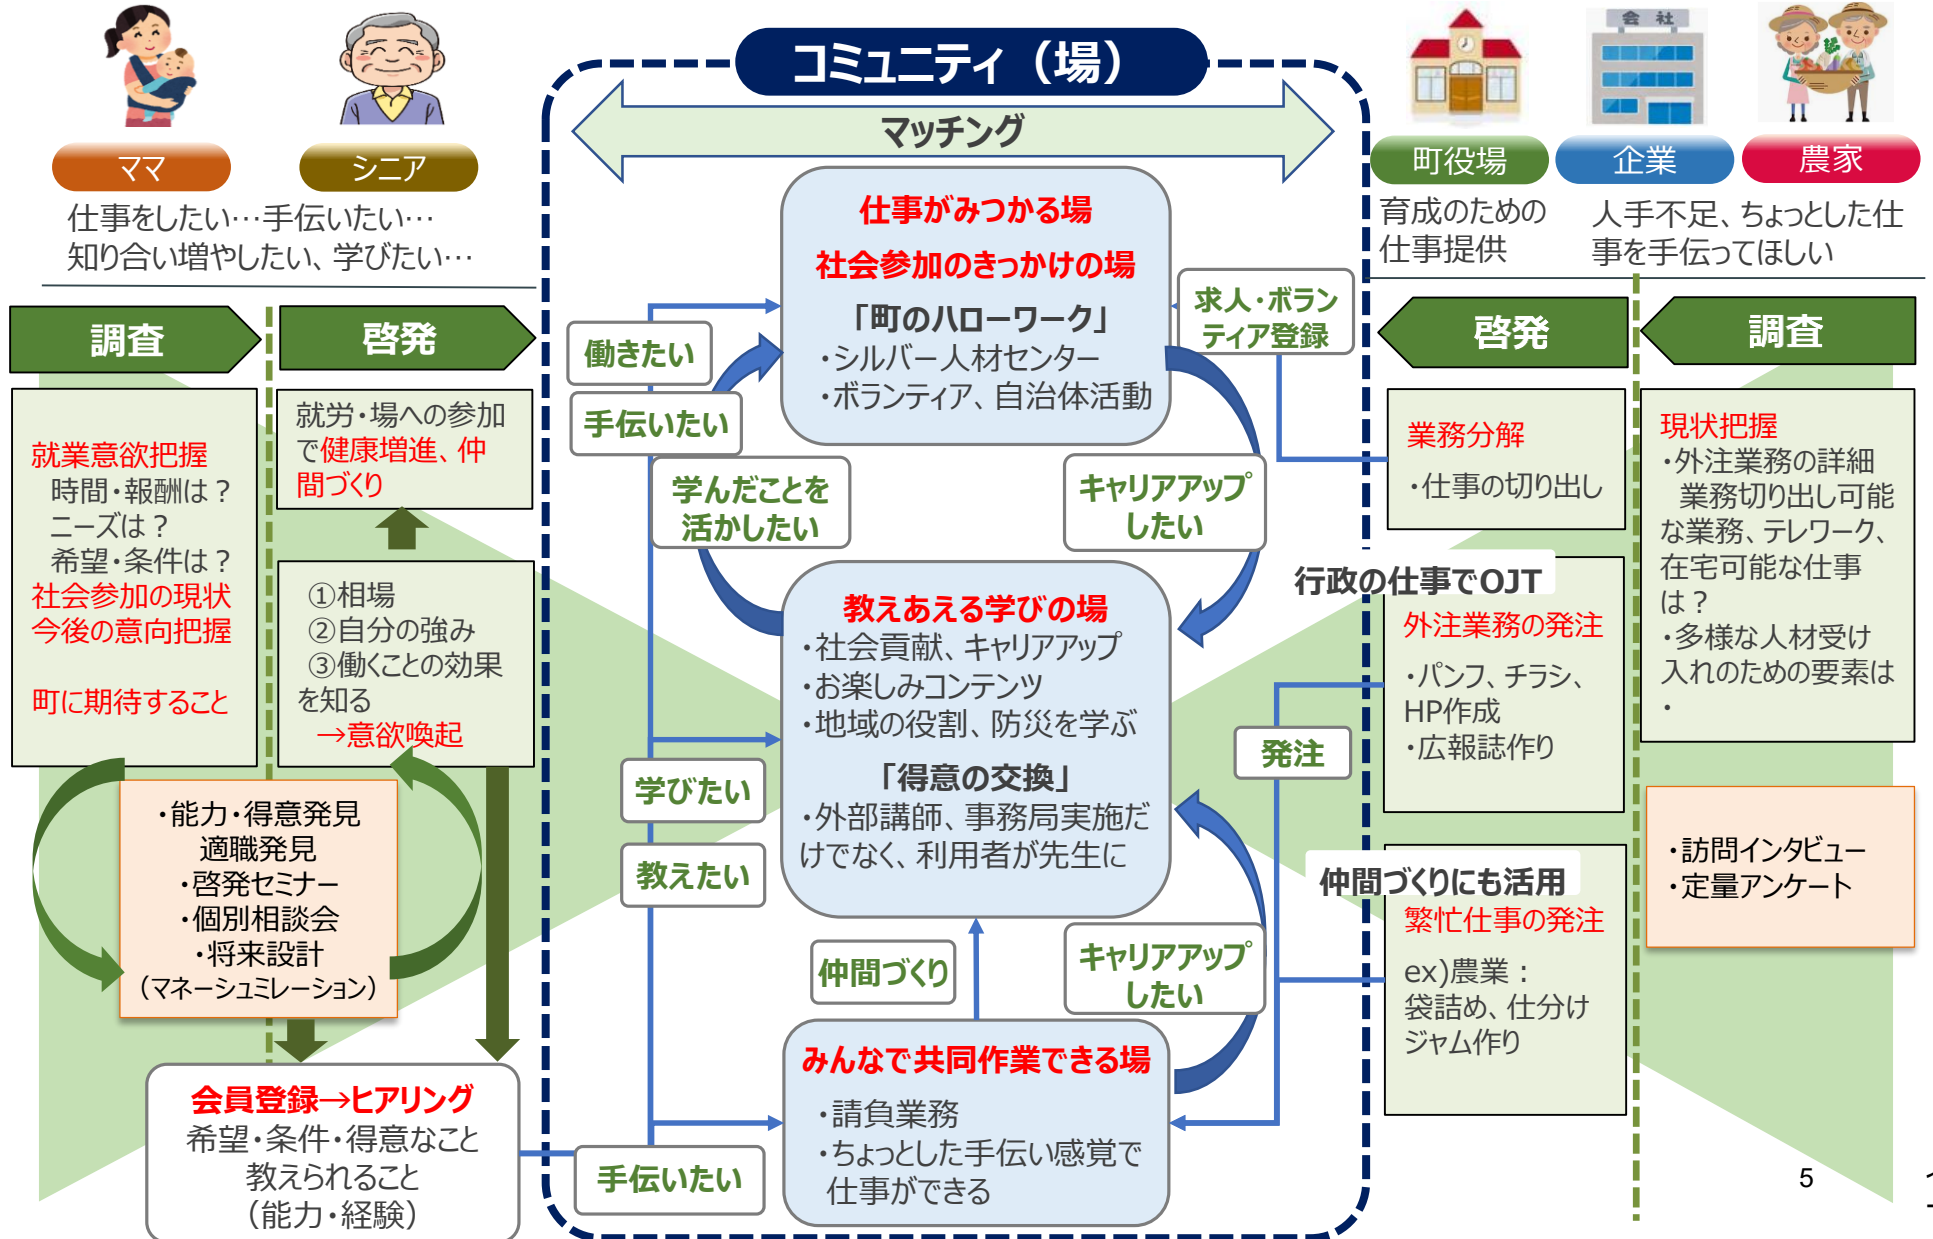 コミュニティ（場）
マッチング
ママ
シニア
仕事をしたい…手伝いたい…
知り合い増やしたい、学びたい…
会 社
町役場
企業
農家
育成のための
仕事提供
人手不足、ちょっとした仕
事を手伝ってほしい
調査
啓発
就業意欲把握
時間・報酬は？
ニーズは？
希望・条件は？
社会参加の現状
今後の意向把握
町に期待すること
就労・場への参加
で健康増進、仲
間づくり
①相場
②自分の強み
③働くことの効果
を知る
→意欲喚起
・能力・得意発見
適職発見
・啓発セミナー
・個別相談会
・将来設計
（マネーシュミレーション）
会員登録→ヒアリング
希望・条件・得意なこと
教えられること
（能力・経験）
仕事がみつかる場
社会参加のきっかけの場
「町のハローワーク」
・シルバー人材センター
・ボランティア、自治体活動
働きたい
手伝いたい
学んだことを
活かしたい
求人・ボラン
ティア登録
キャリアアップ
したい
教えあえる学びの場
・社会貢献、キャリアアップ
・お楽しみコンテンツ
・地域の役割、防災を学ぶ
「得意の交換」
・外部講師、事務局実施だ
けでなく、利用者が先生に
学びたい
教えたい
発注
仲間づくり
キャリアアップ
したい
みんなで共同作業できる場
・請負業務
・ちょっとした手伝い感覚で
仕事ができる
手伝いたい
啓発
調査
業務分解
・仕事の切り出し
行政の仕事でOJT
外注業務の発注
・パンフ、チラシ、
HP作成
・広報誌作り
仲間づくりにも活用
繁忙仕事の発注
ex)農業：
袋詰め、仕分け
ジャム作り
現状把握
・外注業務の詳細
業務切り出し可能
な業務、テレワーク、
在宅可能な仕事
は？
・多様な人材受け
入れのための要素は
・
・訪問インタビュー
・定量アンケート
5